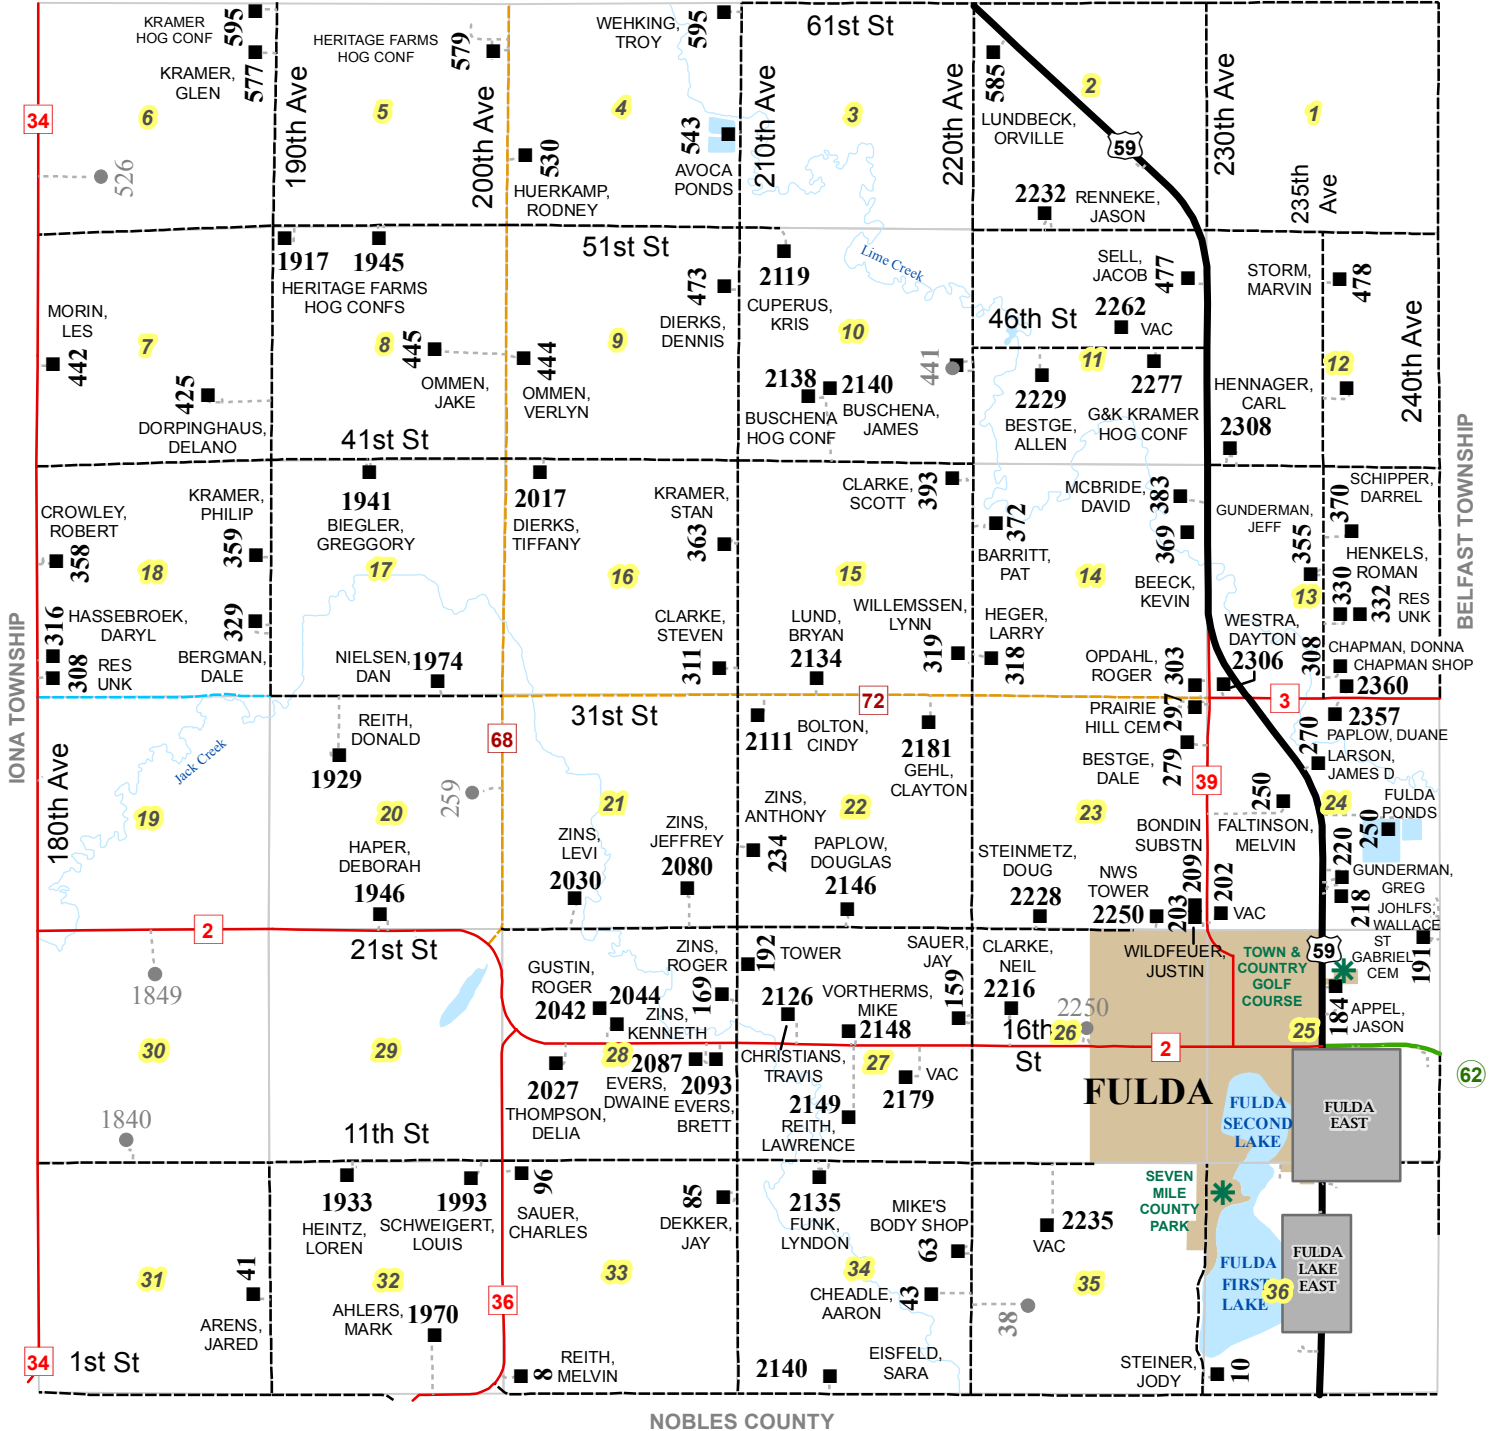 KRAMER
HOG CONF
595
KRAMER,
GLEN
577
HERITAGE FARMS
HOG CONF
579
WEHKING,
TROY
595
61st St
585
LUNDBECK,
ORVILLE
34
6
5
4
3
2
1
59
190th Ave
200th Ave
210th Ave
220th Ave
230th Ave
235th
Ave
526
530
HUERKAMP,
RODNEY
543
AVOCA
PONDS
2232
RENNEKE,
JASON
1917
1945
HERITAGE FARMS
HOG CONFS
51st St
473
DIERKS,
DENNIS
2119
CUPERUS,
KRIS
Lime Creek
SELL,
JACOB
477
STORM,
MARVIN
478
46th St
2262
VAC
240th Ave
MORIN,
LES
442
7
8
9
10
11
12
425
DORPINGHAUS,
DELANO
445
OMMEN,
JAKE
444
OMMEN,
VERLYN
2138
2140
BUSCHENA
HOG CONF
BUSCHENA,
JAMES
441
2229
BESTGE,
ALLEN
2277
G&K KRAMER
HOG CONF
HENNAGER,
CARL
2308
BELFAST TOWNSHIP
41st St
CROWLEY,
ROBERT
358
KRAMER,
PHILIP
359
1941
BIEGLER,
GREGGORY
2017
DIERKS,
TIFFANY
KRAMER,
STAN
363
CLARKE,
SCOTT
393
372
BARRITT,
PAT
MCBRIDE,
DAVID
383
369
BEECK,
KEVIN
GUNDERMAN,
JEFF
355
SCHIPPER,
DARREL
370
HENKELS,
ROMAN
330
332
RES
UNK
18
17
16
15
14
13
IONA TOWNSHIP
316
HASSEBROEK,
DARYL
308
RES
UNK
329
BERGMAN,
DALE
NIELSEN,
DAN
1974
CLARKE,
STEVEN
311
LUND,
BRYAN
2134
WILLEMSSEN,
LYNN
319
HEGER,
LARRY
318
OPDAHL,
ROGER
303
WESTRA,
DAYTON
2306
308
CHAPMAN, DONNA
CHAPMAN SHOP
2360
72
3
31st St
REITH,
DONALD
1929
68
2111
BOLTON,
CINDY
2181
GEHL,
CLAYTON
PRAIRIE
HILL CEM
297
BESTGE,
DALE
279
39
2357
PAPLOW, DUANE
270
LARSON,
JAMES D
Jack Creek
180th Ave
19
20
21
22
23
24
259
ZINS,
LEVI
2030
ZINS,
JEFFREY
2080
ZINS,
ANTHONY
234
PAPLOW,
DOUGLAS
2146
HAPER,
DEBORAH
1946
STEINMETZ,
DOUG
2228
NWS
TOWER
2250
BONDIN
SUBSTN
209
203
202
VAC
250
FALTINSON,
MELVIN
FULDA
PONDS
250
220
GUNDERMAN,
GREG
218
JOHLFS,
WALLACE
191
2
21st St
1849
GUSTIN,
ROGER
2042
2044
ZINS,
KENNETH
ZINS,
ROGER
169
192
TOWER
2126
CHRISTIANS,
TRAVIS
VORTHERMS,
MIKE
2148
SAUER,
JAY
159
CLARKE,
NEIL
2216
2250
WILDFEUER,
JUSTIN
TOWN &
COUNTRY
GOLF
COURSE
59
ST
GABRIEL
CEM
184
APPEL,
JASON
16th
St
2
30
29
28
27
26
25
62
2027
THOMPSON,
DELIA
2087
EVERS,
DWAINE
2093
EVERS,
BRETT
2149
REITH,
LAWRENCE
2179
VAC
FULDA
FULDA
SECOND
LAKE
FULDA
EAST
1840
11th St
1933
HEINTZ,
LOREN
1993
SCHWEIGERT,
LOUIS
96
SAUER,
CHARLES
85
DEKKER,
JAY
2135
FUNK,
LYNDON
MIKE'S
BODY SHOP
63
2235
VAC
SEVEN
MILE
COUNTY
PARK
31
32
33
34
35
36
41
ARENS,
JARED
AHLERS,
MARK
1970
36
CHEADLE,
AARON
43
38
FULDA
FIRST
LAKE
FULDA
LAKE
EAST
34
1st St
8
REITH,
MELVIN
2140
EISFELD,
SARA
STEINER,
JODY
10
NOBLES COUNTY